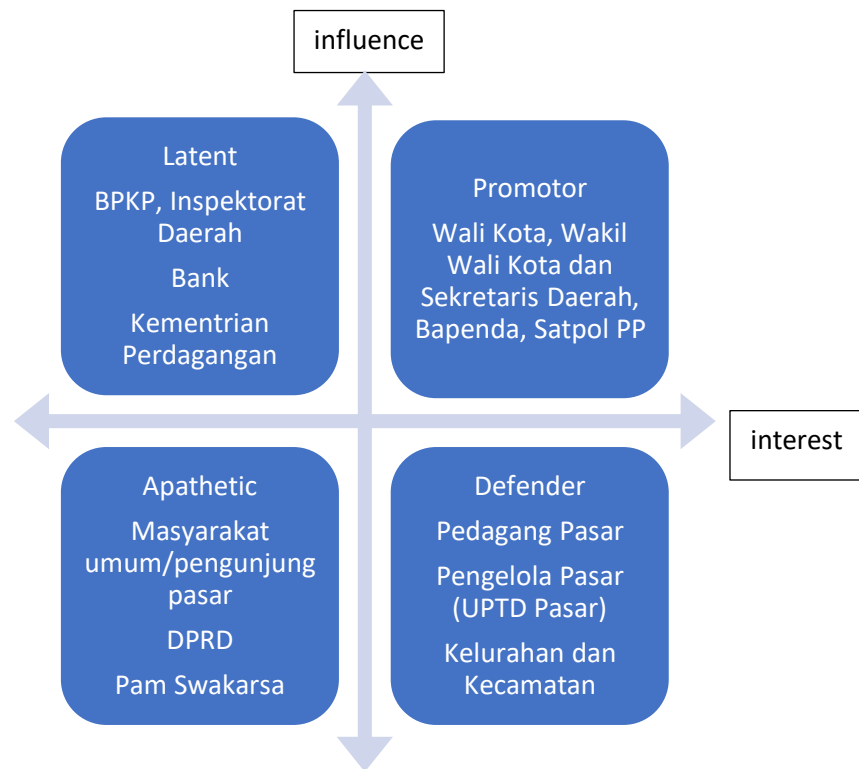 influence
Latent
BPKP, Inspektorat
Daerah
Bank
Kementrian
Perdagangan
Promotor
Wali Kota, Wakil
Wali Kota dan
Sekretaris Daerah,
Bapenda, Satpol PP
interest
Apathetic
Masyarakat
umum/pengunjung
pasar
DPRD
Pam Swakarsa
Defender
Pedagang Pasar
Pengelola Pasar
(UPTD Pasar)
Kelurahan dan
Kecamatan